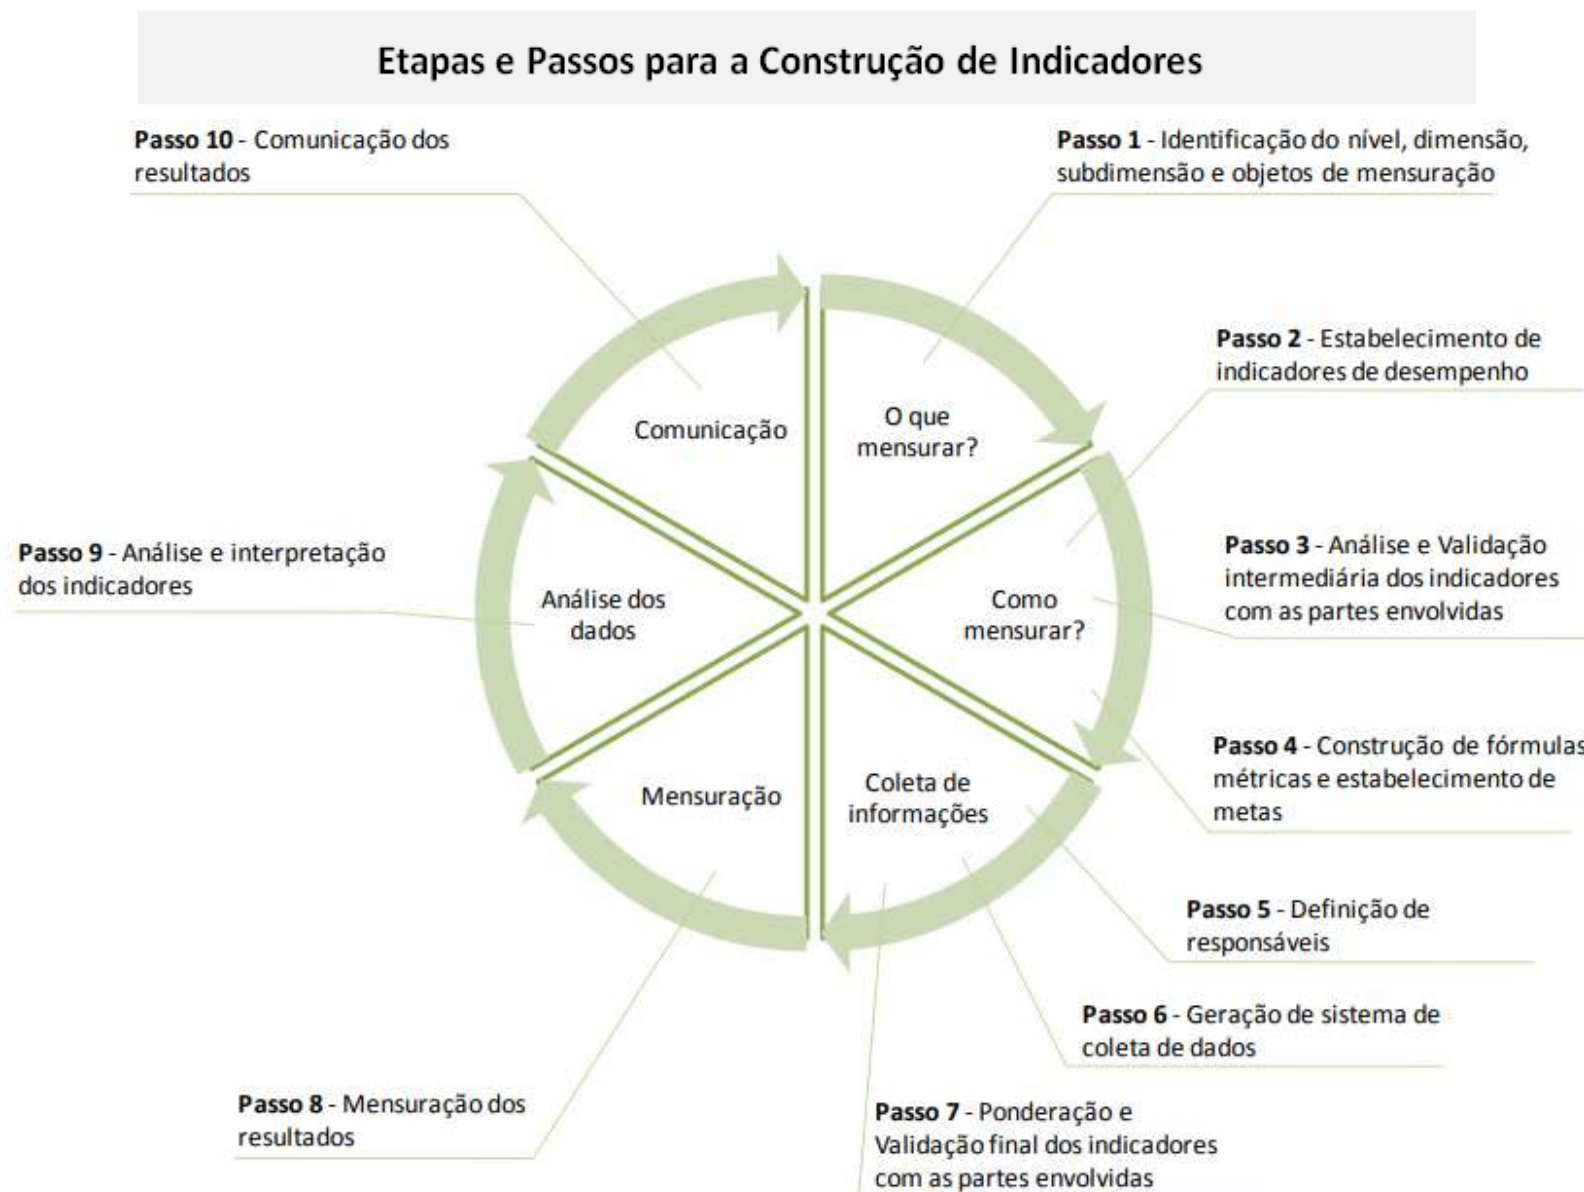 Etapas e Passos para a Construção de Indicadores
Passo 10 - Comunicação dos
resultados
Passo 1 - Identificação do nível, dimensão,
subdimensão e objetos de mensuração
Passo 2 - Estabelecimento de
indicadores de desempenho
Comunicação
O que
mensurar?
Passo 9 - Análise e interpretação
dos indicadores
Passo 3 - Análise e Validação
intermediária dos indicadores
com as partes envolvidas
Análise dos
dados
Como
mensurar?
Passo 4 - Construção de fórmulas
métricas e estabelecimento de
metas
Mensuração
Coleta de
informações
Passo 5 - Definição de
responsáveis
Passo 6 - Geração de sistema de
coleta de dados
Passo 8 - Mensuração dos
resultados
Passo 7 - Ponderação e
Validação final dos indicadores
com as partes envolvidas